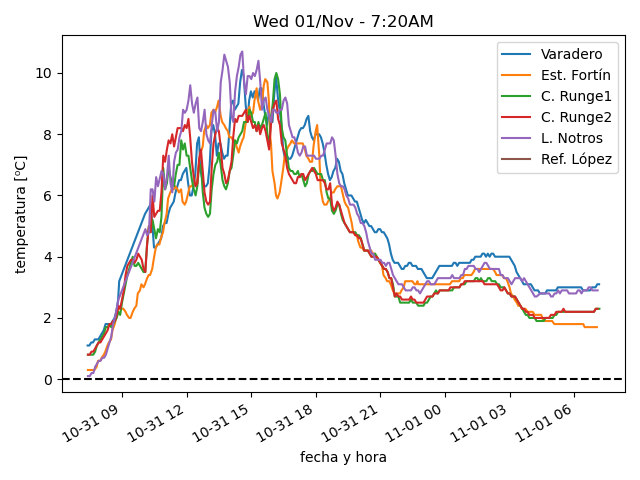 Wed 01/Nov - 7:20AM
temperatura [ºC]
10
8
6
4
2
0
Varadero
Est. Fortín
C. Runge1
C. Runge2
L. Notros
Ref. López
10-31 09
10-31 12
10-31 15
10-31 18
10-31 21
11-01 00
11-01 03
11-01 06
fecha y hora